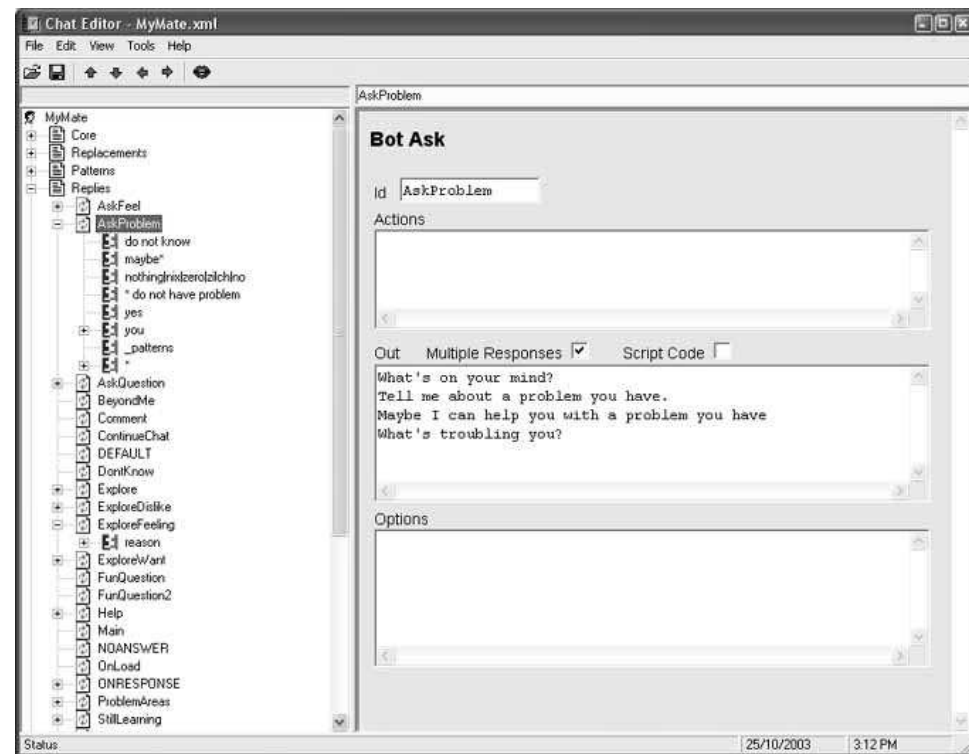 Chat Editor - MyMate.xml
File Edit View Tools Help
AskProblem
MyMate
Core
Replacements
Patterns
Replies
AskFeel
AskProblem
do not know
maybe*
nothing|nix|zero|zilch|no
* do not have problem
yes
you
_patterns
*
AskQuestion
BeyondMe
Comment
ContinueChat
DEFAULT
DontKnow
Explore
ExploreDislike
ExploreFeeling
reason
ExploreWant
FunQuestion
FunQuestion2
Help
Main
NOANSWER
OnLoad
ONRESPONSE
ProblemAreas
StillLearning
Bot Ask
Id AskProblem
Actions
Out Multiple Responses Script Code
What's on your mind?
Tell me about a problem you have.
Maybe I can help you with a problem you have
What's troubling you?
Options
Status 25/10/2003 3:12 PM